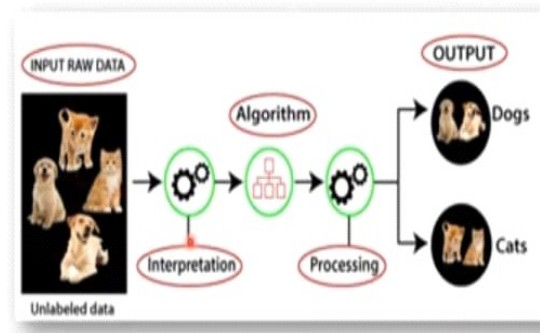 INPUT RAW DATA
OUTPUT
Algorithm
Dogs
Interpretation
Processing
Cats
Unlabeled data